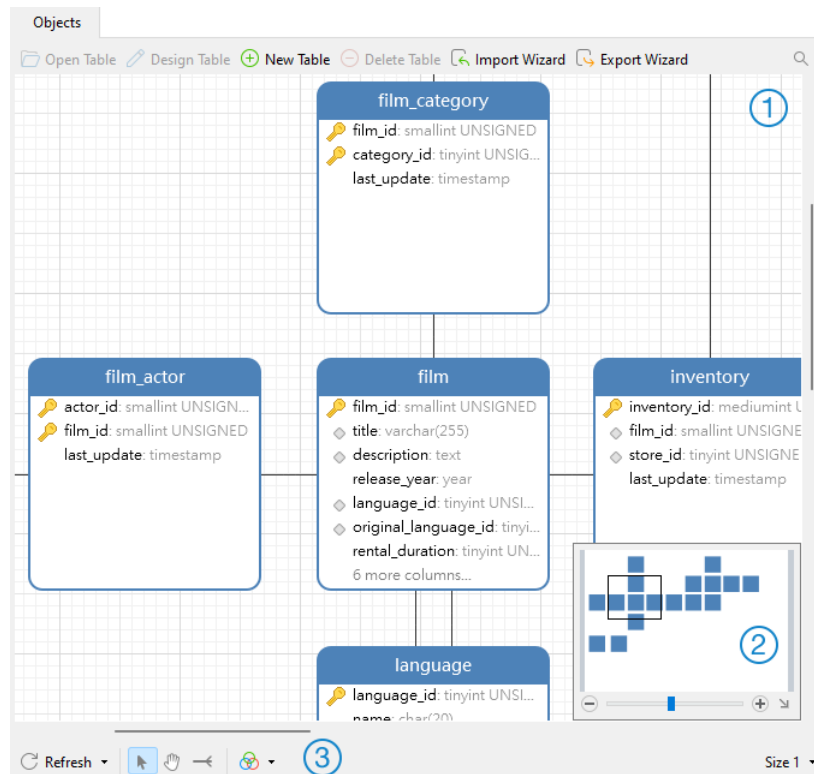 Objects
Open Table Design Table New Table Delete Table Import Wizard Export Wizard
1
film_category
film_id: smallint UNSIGNED
category_id: tinyint UNSIG...
last_update: timestamp
film_actor
actor_id: smallint UNSIGN...
film_id: smallint UNSIGNED
last_update: timestamp
film
film_id: smallint UNSIGNED
title: varchar(255)
description: text
release_year: year
language_id: tinyint UNSI...
original_language_id: tinyi...
rental_duration: tinyint UN...
6 more columns...
inventory
inventory_id: mediumint U
film_id: smallint UNSIGNE
store_id: tinyint UNSIGNE
last_update: timestamp
2
language
language_id: tinyint UNSI...
name: char(20)
Refresh
3
Size 1